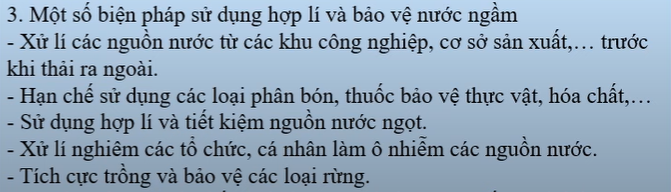 3. Một số biện pháp sử dụng hợp lí và bảo vệ nước ngầm
- Xử lí các nguồn nước từ các khu công nghiệp, cơ sở sản xuất,… trước
khi thải ra ngoài.
- Hạn chế sử dụng các loại phân bón, thuốc bảo vệ thực vật, hóa chất,…
- Sử dụng hợp lí và tiết kiệm nguồn nước ngọt.
- Xử lí nghiêm các tổ chức, cá nhân làm ô nhiễm các nguồn nước.
- Tích cực trồng và bảo vệ các loại rừng.